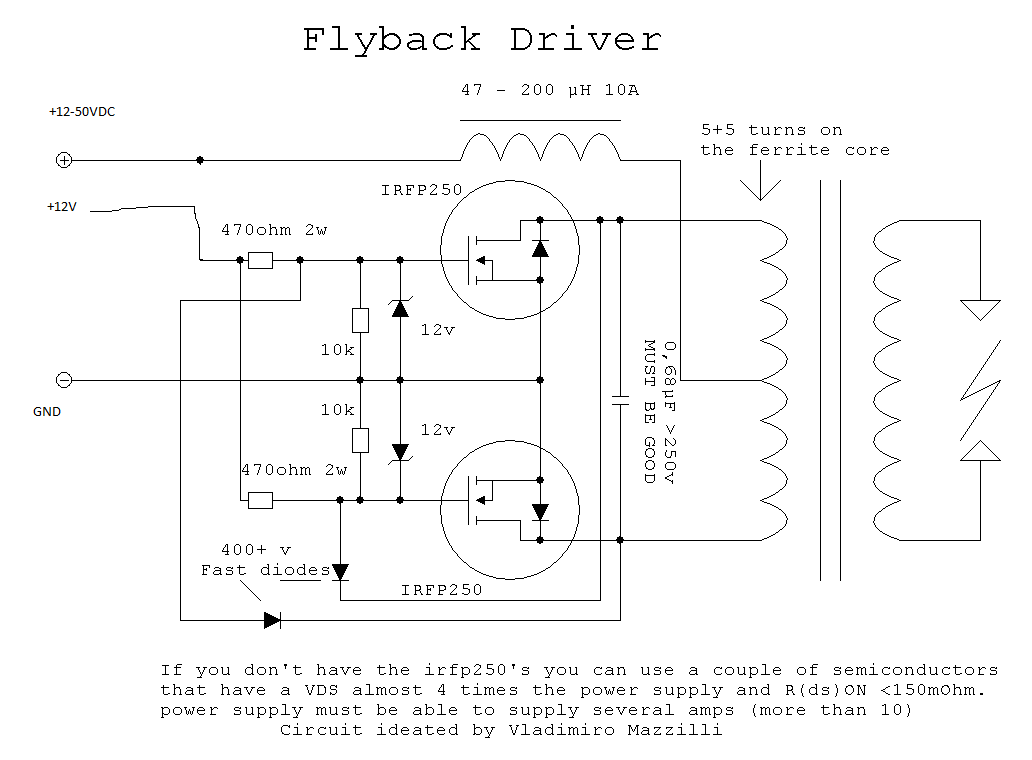 Flyback Driver
47 - 200 µH 10A
+12-50VDC
5+5 turns on
the ferrite core
IRFP250
+12V
470ohm 2w
12v
10k
0,68µF >250v
MUST BE GOOD
GND
10k
12v
470ohm 2w
400+ v
Fast diodes
IRFP250
If you don't have the irfp250's you can use a couple of semiconductors
that have a VDS almost 4 times the power supply and R(ds)ON <150mOhm.
power supply must be able to supply several amps (more than 10)
Circuit ideated by Vladimiro Mazzilli